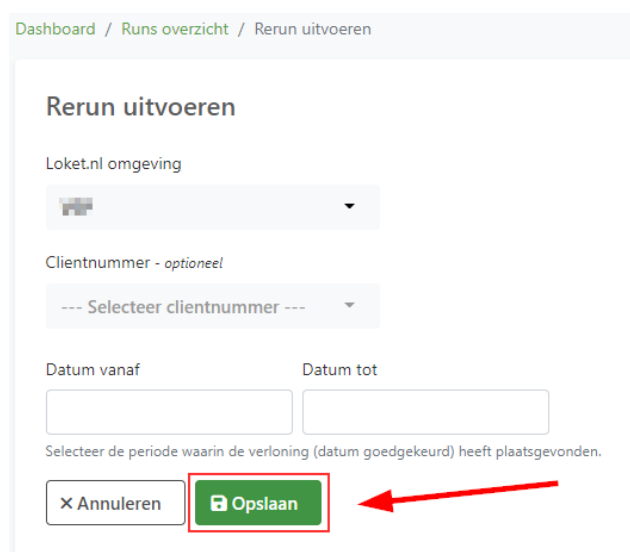 Dashboard / Runs overzicht / Rerun uitvoeren
Rerun uitvoeren
Loket.nl omgeving
Clientnummer - optioneel
--- Selecteer clientnummer ---
Datum vanaf Datum tot
Selecteer de periode waarin de verloning (datum goedgekeurd) heeft plaatsgevonden.
× Annuleren Opslaan